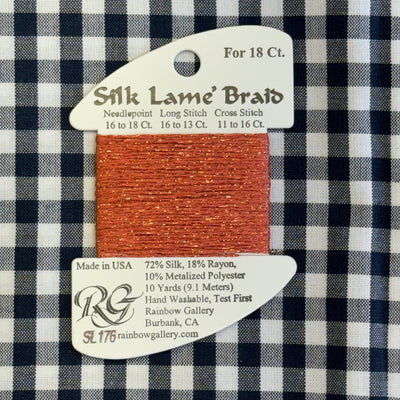 For 18 Ct.
Silk Lamé Braid
Needlepoint Long Stitch Cross Stitch
16 to 18 Ct. 16 to 13 Ct. 11 to 16 Ct.
Made in USA
72% Silk, 18% Rayon,
10% Metalized Polyester
10 Yards (9.1 Meters)
Hand Washable, Test First
Rainbow Gallery
Burbank, CA
rainbowgallery.com
RG
SL176